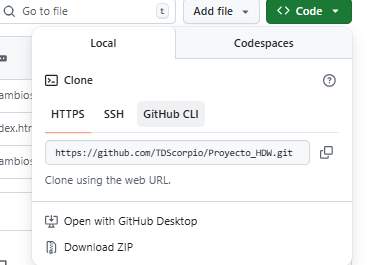 Go to file
t
Add file
Code
Local
Codespaces
Clone
HTTPS
SSH
GitHub CLI
https://github.com/TDScorpio/Proyecto_HDW.git
Clone using the web URL.
Open with GitHub Desktop
Download ZIP
ambios
dex.htm
ambios